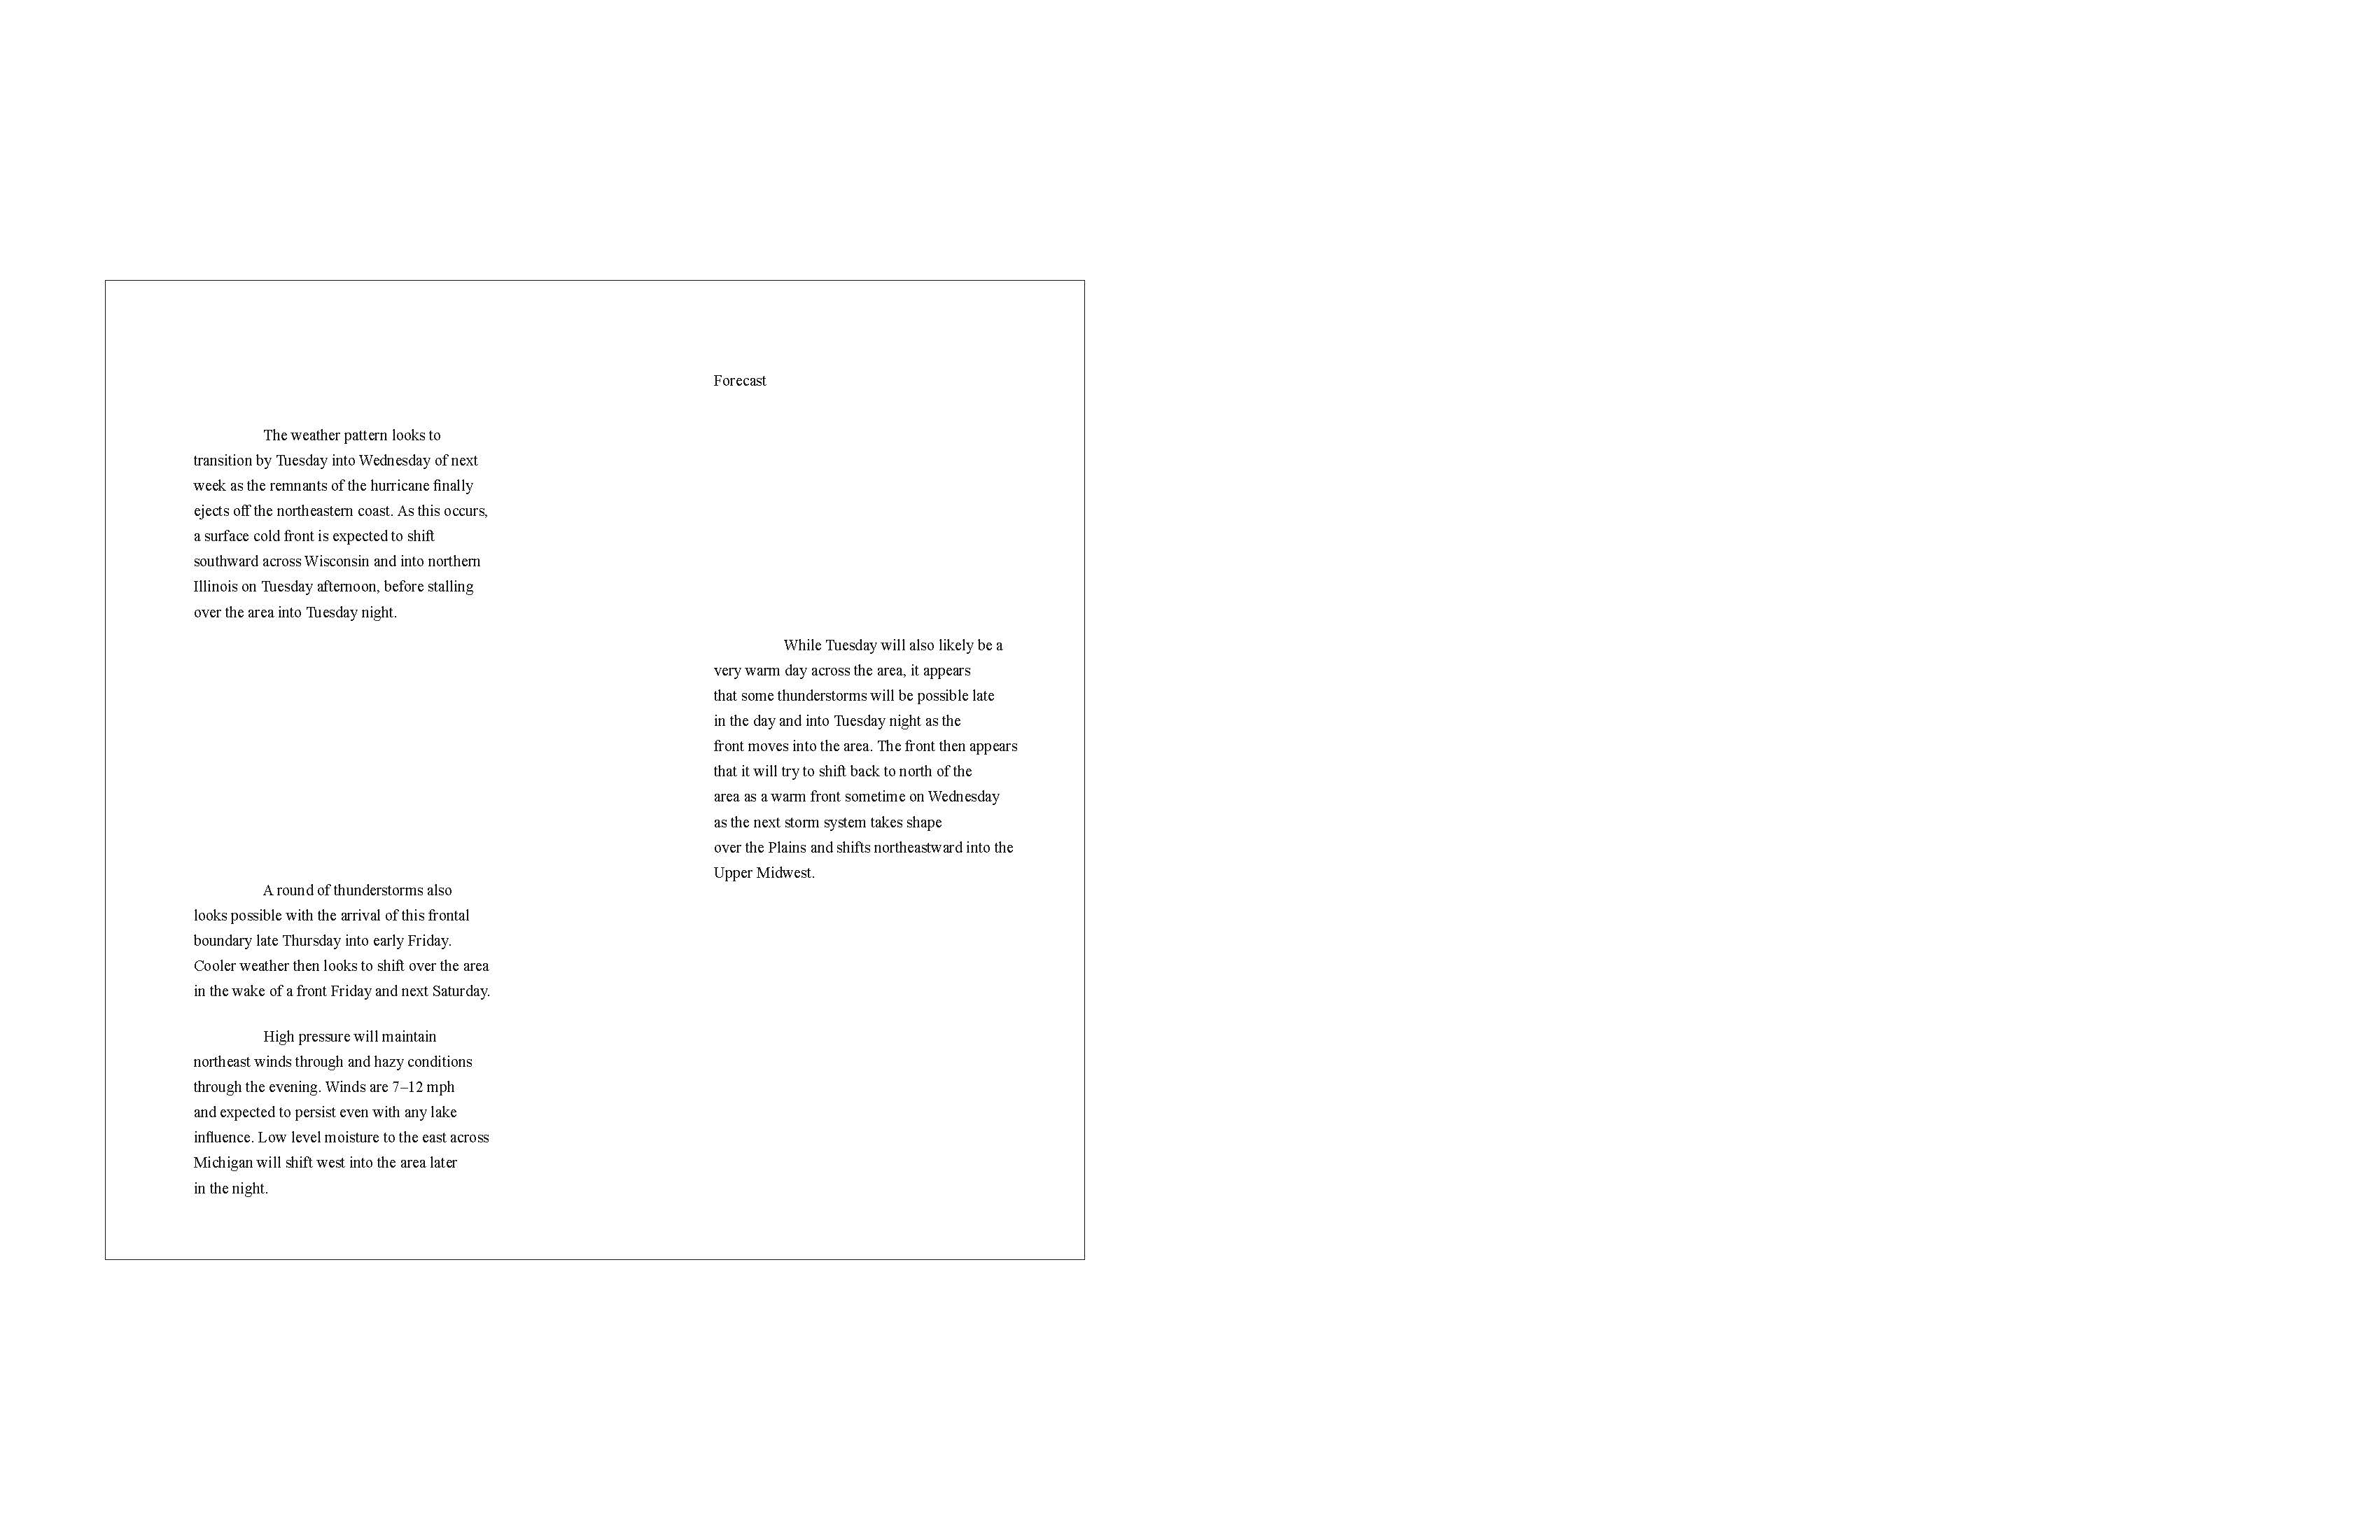 Forecast
The weather pattern looks to
transition by Tuesday into Wednesday of next
week as the remnants of the hurricane finally
ejects off the northeastern coast. As this occurs,
a surface cold front is expected to shift
southward across Wisconsin and into northern
Illinois on Tuesday afternoon, before stalling
over the area into Tuesday night.
While Tuesday will also likely be a
very warm day across the area, it appears
that some thunderstorms will be possible late
in the day and into Tuesday night as the
front moves into the area. The front then appears
that it will try to shift back to north of the
area as a warm front sometime on Wednesday
as the next storm system takes shape
over the Plains and shifts northeastward into the
Upper Midwest.
A round of thunderstorms also
looks possible with the arrival of this frontal
boundary late Thursday into early Friday.
Cooler weather then looks to shift over the area
in the wake of a front Friday and next Saturday.
High pressure will maintain
northeast winds through and hazy conditions
through the evening. Winds are 7–12 mph
and expected to persist even with any lake
influence. Low level moisture to the east across
Michigan will shift west into the area later
in the night.